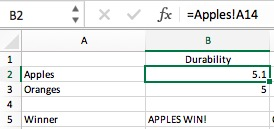 B2 fx =Apples!A14
A B
1 Durability
2 Apples 5.1
3 Oranges 5
4
5 Winner APPLES WIN!